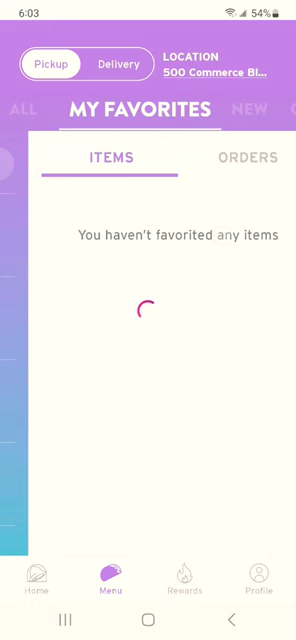 6:03
54%
Pickup
Delivery
LOCATION
500 Commerce Bl...
ALL
MY FAVORITES
NEW
ITEMS
ORDERS
You haven't favorited any items
Home
Menu
Rewards
Profile